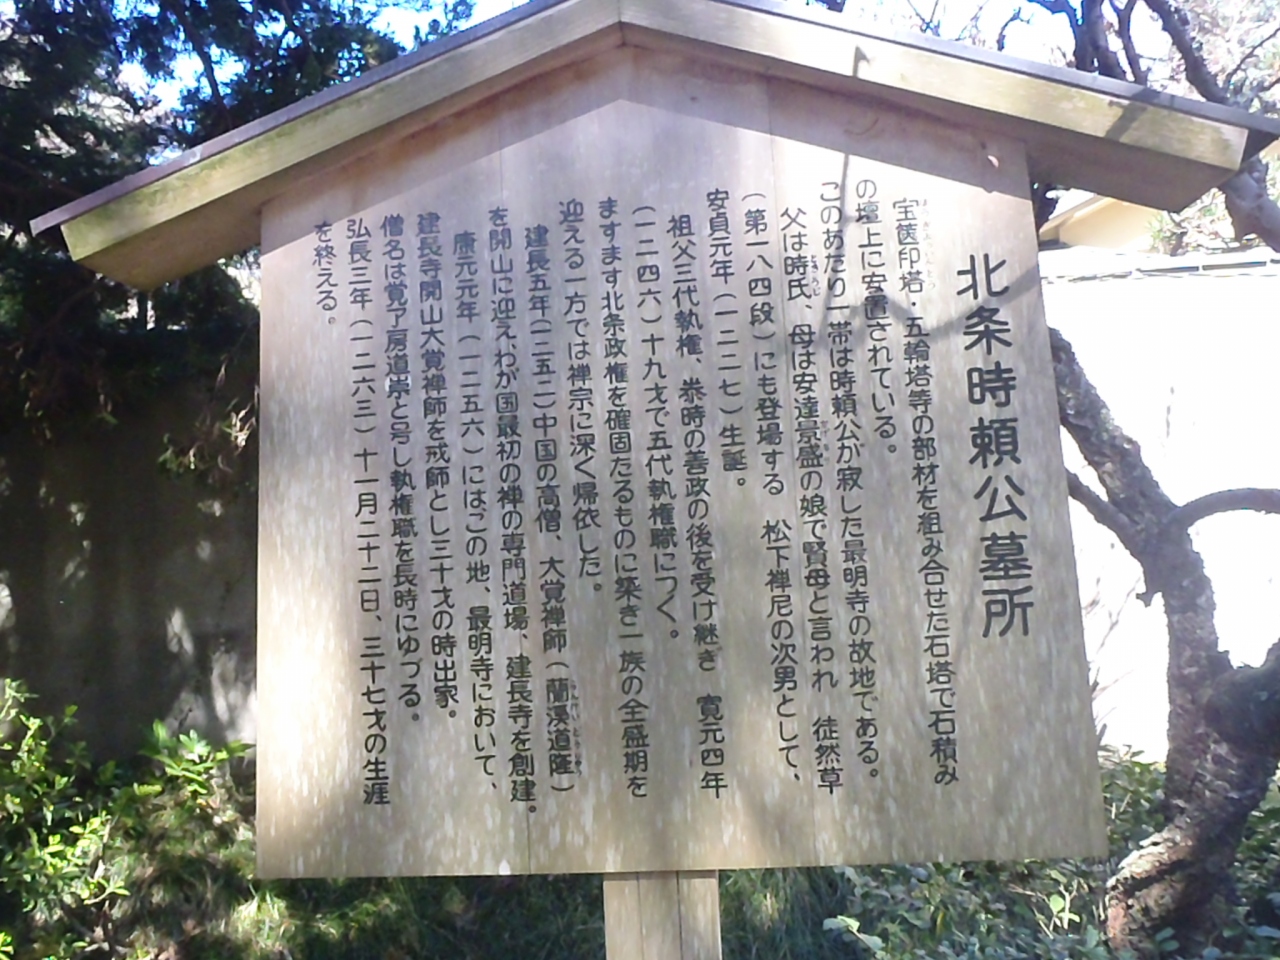 北条時頼公墓所
宝篋印塔・五輪塔等の部材を組み合せた石塔で石積み
の壇上に安置されている。
このあたり一帯は時頼公が寂した最明寺の故地である。
父は時氏、母は安達景盛の娘で賢母と言われ 徒然草
(第一八四段)にも登場する 松下禅尼の次男として、
安貞元年(一二二七)生誕。
祖父三代執権、泰時の善政の後を受け継ぎ 寛元四年
(一二四六)十九才で五代執権職につく。
ますます北条政権を確固たるものに築き一族の全盛期を
迎える一方では禅宗に深く帰依した。
建長五年(一二五三)中国の高僧、大覚禅師(蘭渓道隆)
を開山に迎え、わが国最初の禅の専門道場、建長寺を創建。
康元元年(一二五六)にはこの地、最明寺において、
建長寺開山大覚禅師を戒師とし三十才の時出家。
僧名は覚了房道崇と号し執権職を長時にゆづる。
弘長三年(一二六三)十一月二十二日、三十七才の生涯
を終える。